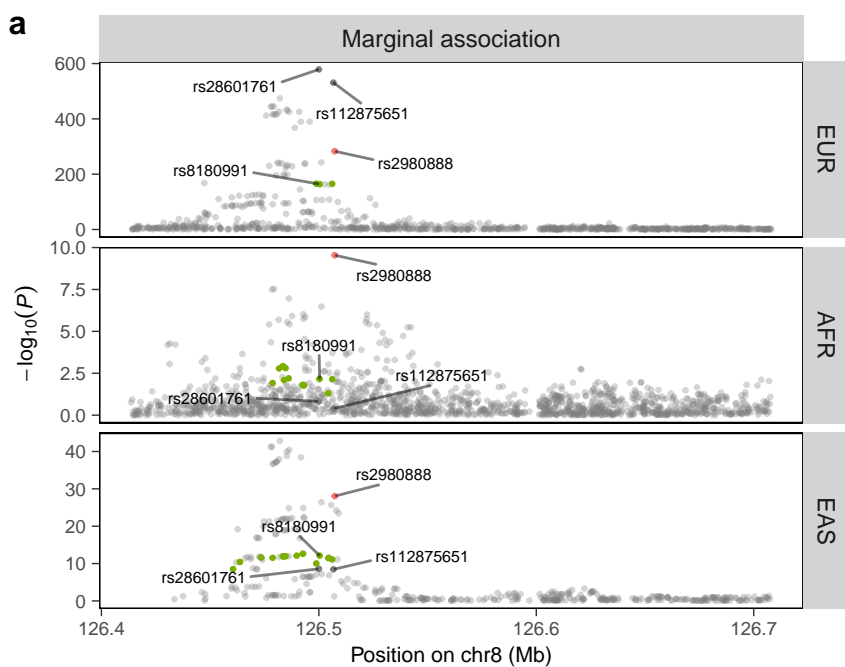 a
Marginal association
600
400
200
0
rs28601761
rs112875651
rs2980888
rs8180991
EUR
10.0
7.5
5.0
2.5
0.0
rs2980888
rs8180991
rs112875651
rs28601761
AFR
−log10(P)
40
30
20
10
0
rs2980888
rs8180991
rs112875651
rs28601761
EAS
126.4
126.5
126.6
126.7
Position on chr8 (Mb)